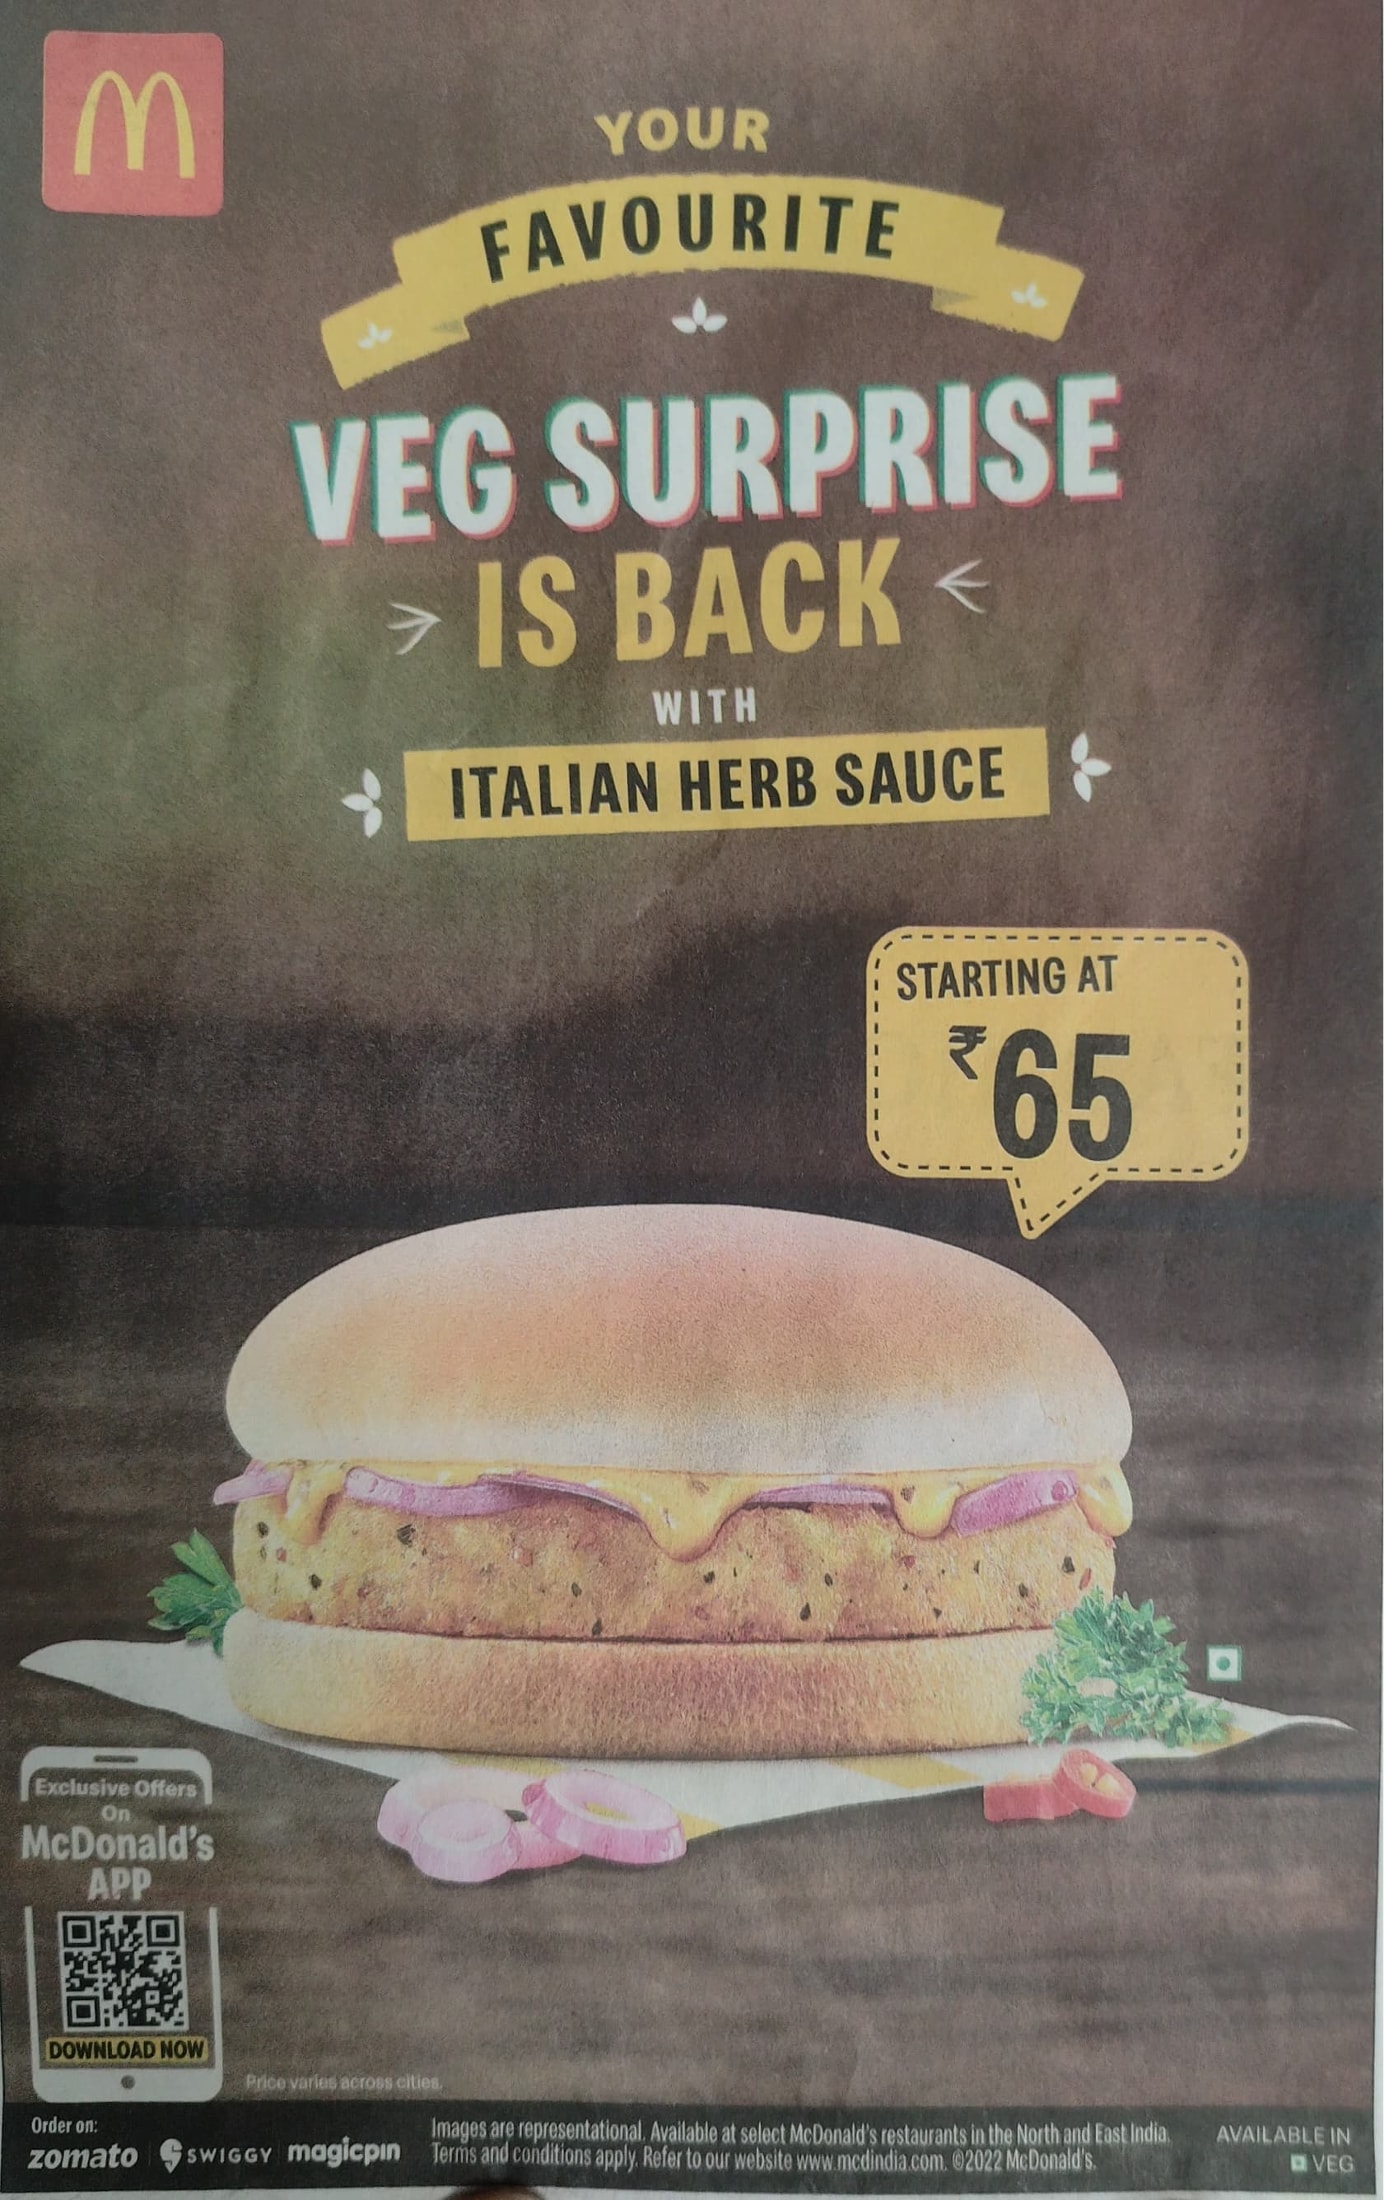 YOUR
FAVOURITE
VEG SURPRISE
IS BACK
WITH
ITALIAN HERB SAUCE
STARTING AT
₹65
Exclusive Offers
On
McDonald's
APP
DOWNLOAD NOW
Price varies across cities.
Order on:
zomato SWIGGY magicpin
Images are representational. Available at select McDonald's restaurants in the North and East India.
Terms and conditions apply. Refer to our website www.mcdindia.com. ©2022 McDonald's.
AVAILABLE IN
VEG